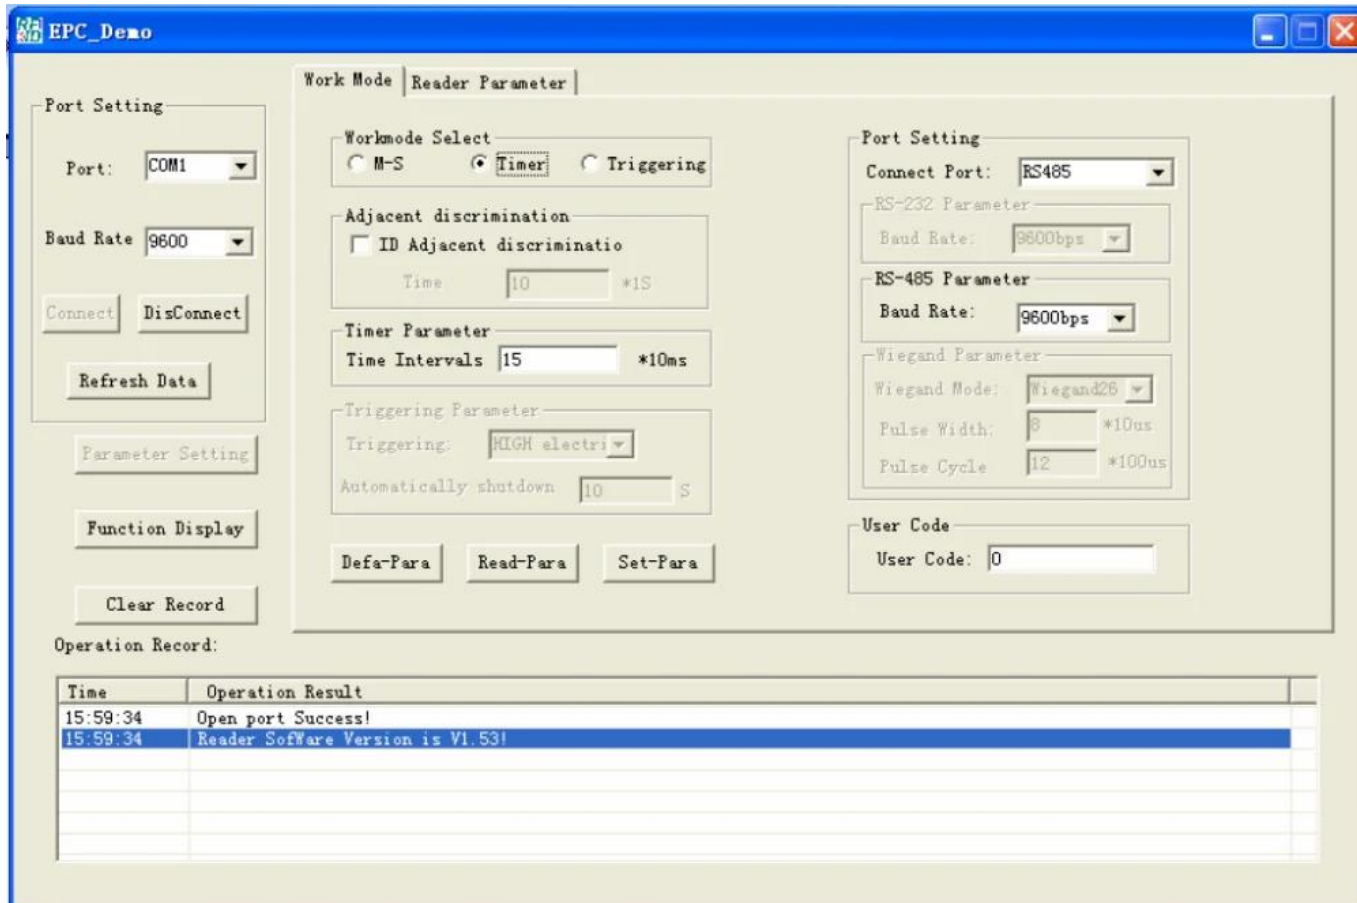 EPC_Demo
Work Mode
Reader Parameter
Port Setting
Port:
COM1
Baud Rate
9600
Connect
DisConnect
Refresh Data
Parameter Setting
Function Display
Clear Record
Workmode Select
M-S
Timer
Triggering
Adjacent discrimination
ID Adjacent discriminatio
Time 10 *1S
Timer Parameter
Time Intervals 15 *10ms
Triggering Parameter
Triggering: HIGH electri
Automatically shutdown 10 S
Defa-Para
Read-Para
Set-Para
Port Setting
Connect Port: RS485
RS-232 Parameter
Baud Rate: 9600bps
RS-485 Parameter
Baud Rate: 9600bps
Wiegand Parameter
Wiegand Mode: Wiegand26
Pulse Width: 8 *10us
Pulse Cycle 12 *100us
User Code
User Code: 0
Operation Record:
Time Operation Result
15:59:34 Open port Success!
15:59:34 Reader SofWare Version is V1.53!